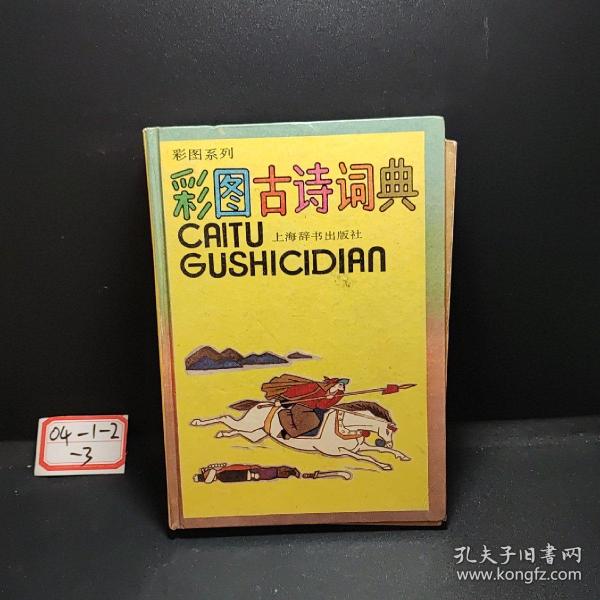 彩图系列
彩图古诗词典
CAITU 上海辞书出版社
GUSHICIDIAN
04-1-2
-3
孔夫子旧書网
www.kongfz.com